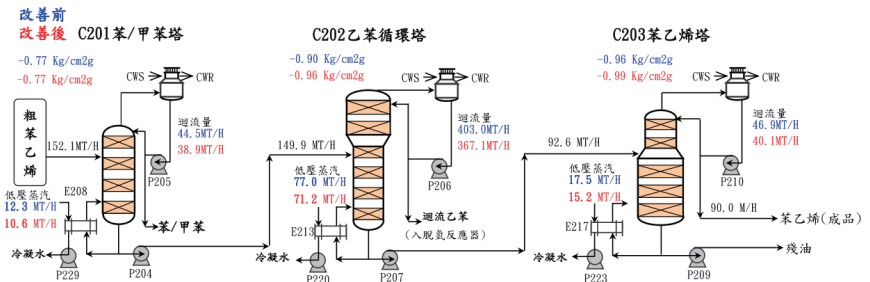 改善前
改善後
C201苯/甲苯塔
-0.77 Kg/cm2g
-0.77 Kg/cm2g
CWS
CWR
粗苯乙烯
152.1MT/H
迴流量
44.5MT/H
38.9MT/H
P205
低壓蒸汽
12.3 MT/H
10.6 MT/H
E208
苯/甲苯
冷凝水
P229
P204
C202乙苯循環塔
-0.90 Kg/cm2g
-0.96 Kg/cm2g
CWS
CWR
149.9 MT/H
迴流量
403.0MT/H
367.1MT/H
P206
低壓蒸汽
77.0 MT/H
71.2 MT/H
E213
迴流乙苯
(入脫氫反應器)
冷凝水
P220
P207
C203苯乙烯塔
-0.96 Kg/cm2g
-0.99 Kg/cm2g
CWS
CWR
92.6 MT/H
迴流量
46.9MT/H
40.1MT/H
P210
低壓蒸汽
17.5 MT/H
15.2 MT/H
E217
90.0 M/H
苯乙烯(成品)
殘油
冷凝水
P223
P209